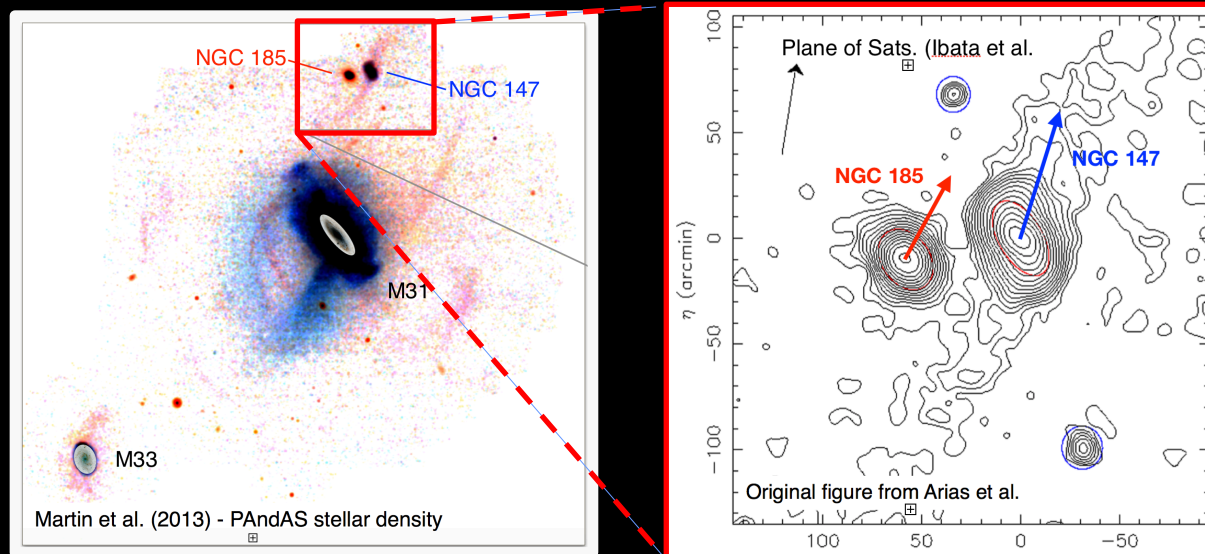 NGC 185
NGC 147
M31
M33
Martin et al. (2013) - PAndAS stellar density
Plane of Sats. (Ibata et al.
NGC 147
NGC 185
Original figure from Arias et al.
η (arcmin)
100
50
0
−50
−100
100
50
0
−50